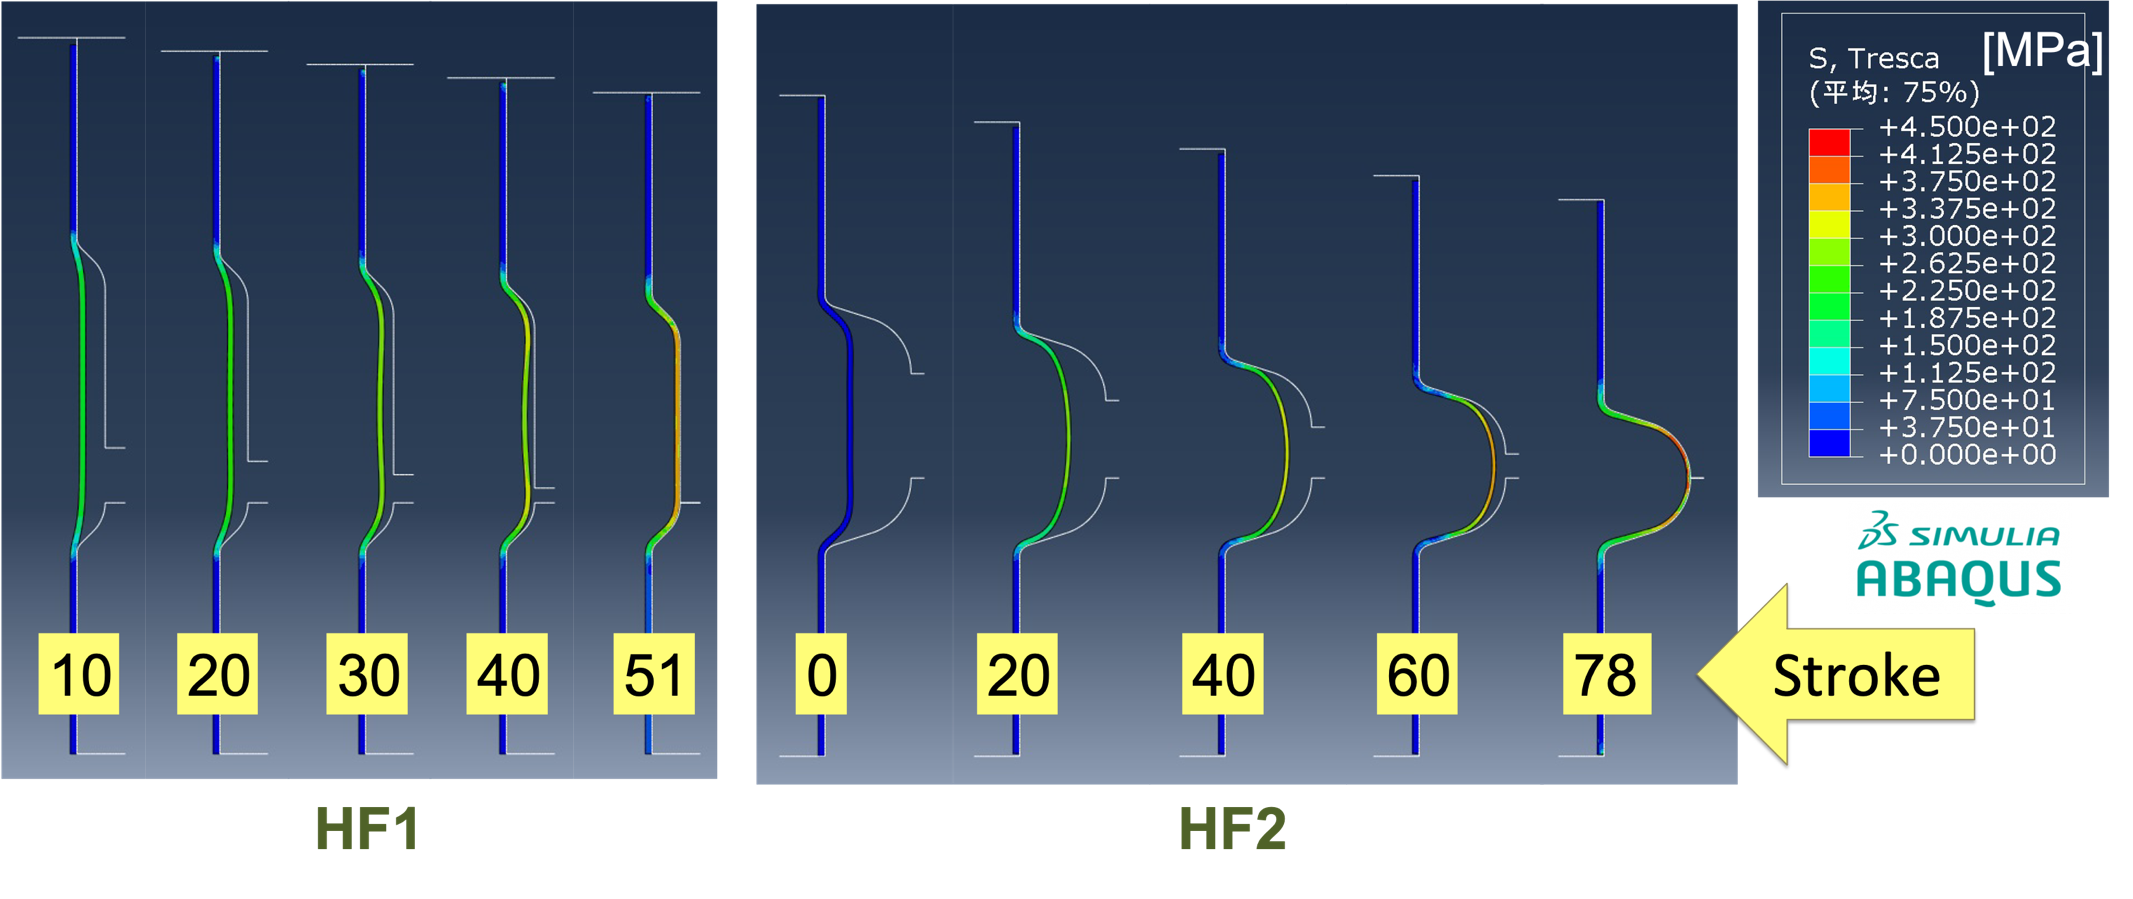 10
20
30
40
51
HF1
0
20
40
60
78
HF2
S, Tresca [MPa]
(平均: 75%)
+4.500e+02
+4.125e+02
+3.750e+02
+3.375e+02
+3.000e+02
+2.625e+02
+2.250e+02
+1.875e+02
+1.500e+02
+1.125e+02
+7.500e+01
+3.750e+01
+0.000e+00
SIMULIA
ABAQUS
Stroke